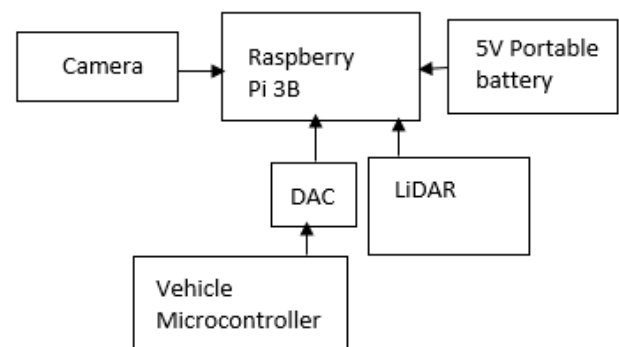 Camera
Raspberry
Pi 3B
5V Portable
battery
DAC
LiDAR
Vehicle
Microcontroller